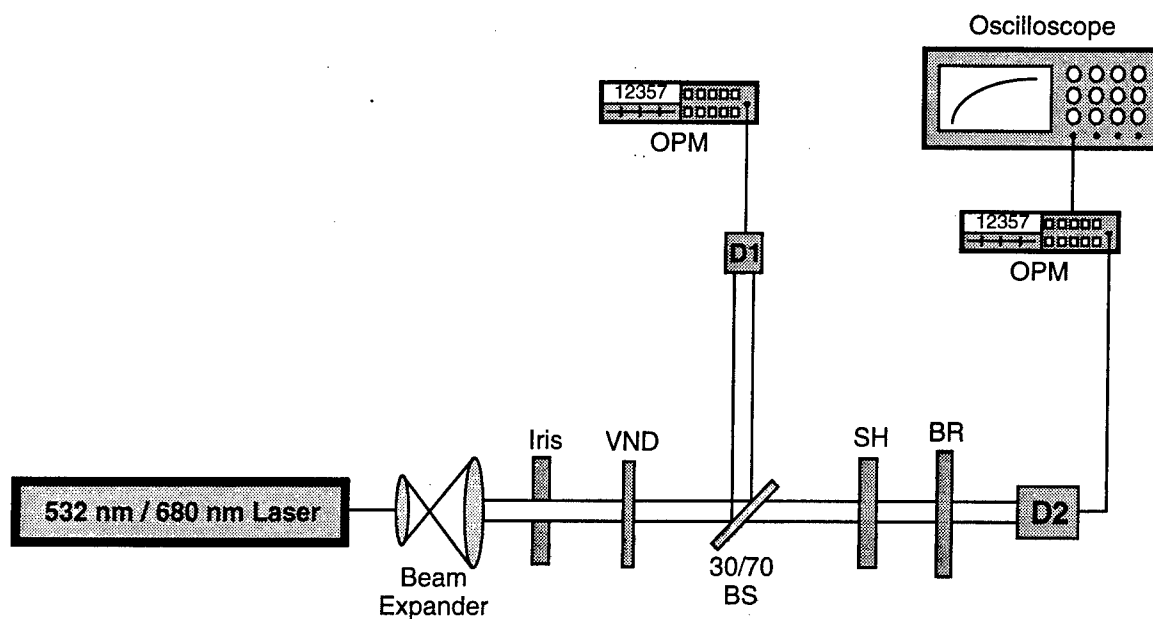 Oscilloscope
12357
OPM
12357
OPM
D1
Iris
VND
SH
BR
532 nm / 680 nm Laser
D2
Beam
Expander
30/70
BS